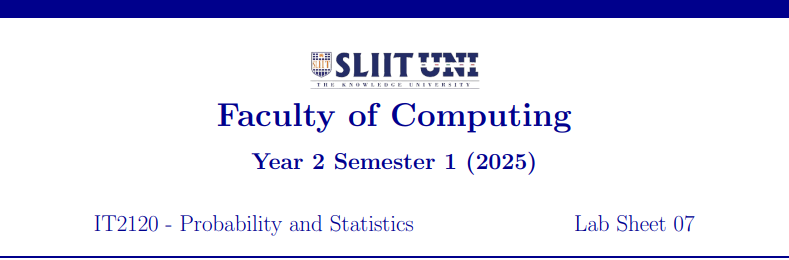 SLIIT UNI
THE KNOWLEDGE UNIVERSITY
Faculty of Computing
Year 2 Semester 1 (2025)
IT2120 - Probability and Statistics Lab Sheet 07